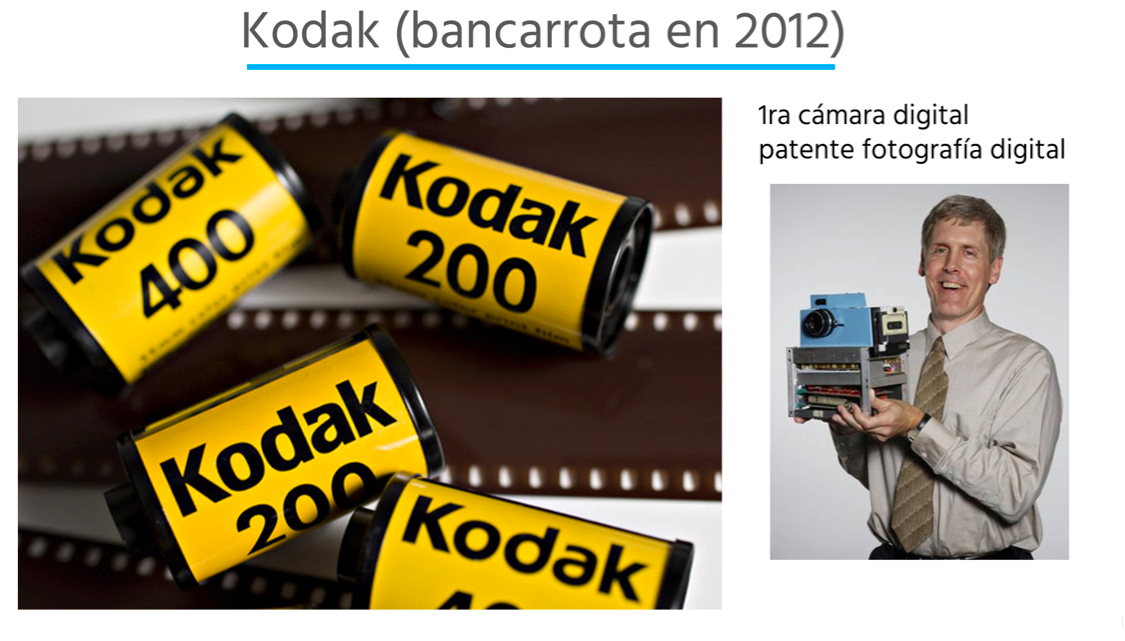 Kodak (bancarrota en 2012)
1ra cámara digital
patente fotografía digital
Kodak
400
Kodak
200
Kodak
200
Kodak